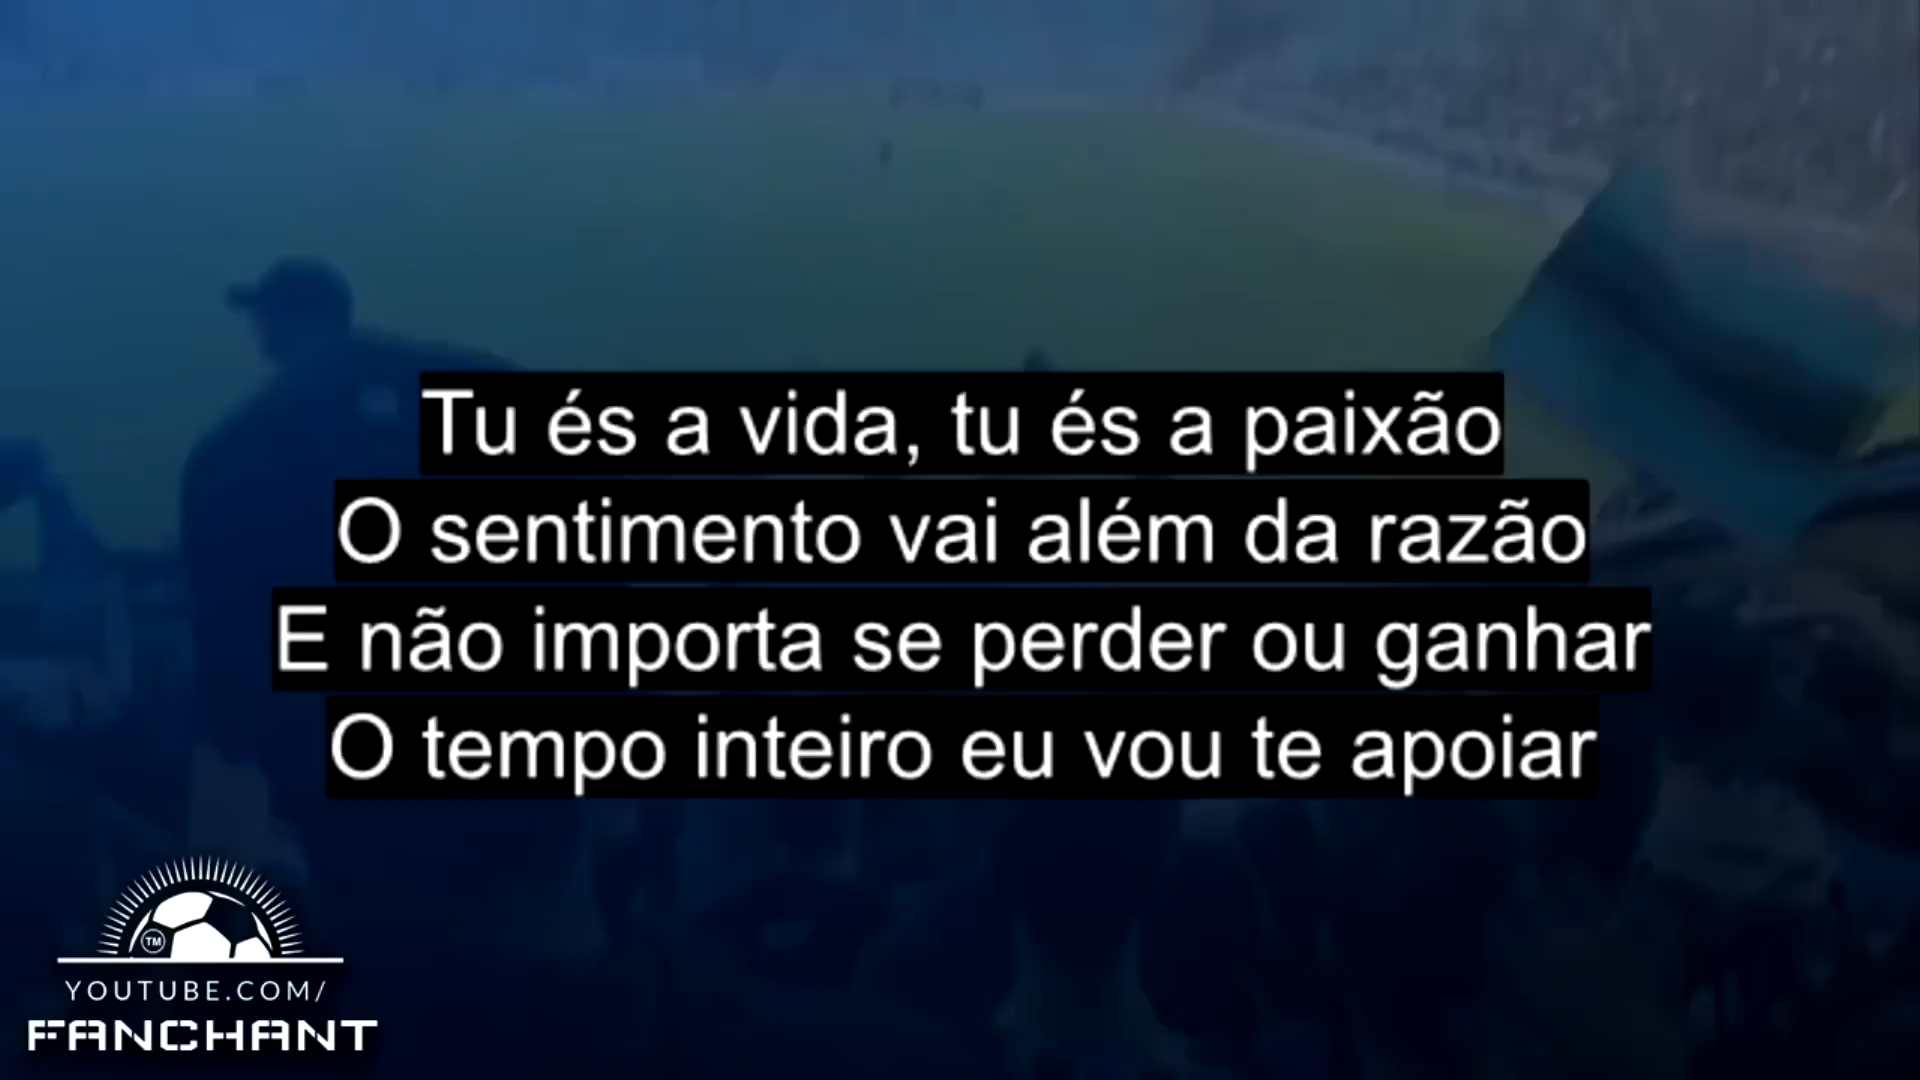 Tu és a vida, tu és a paixão
O sentimento vai além da razão
E não importa se perder ou ganhar
O tempo inteiro eu vou te apoiar
TM
YOUTUBE.COM/
FANCHANT